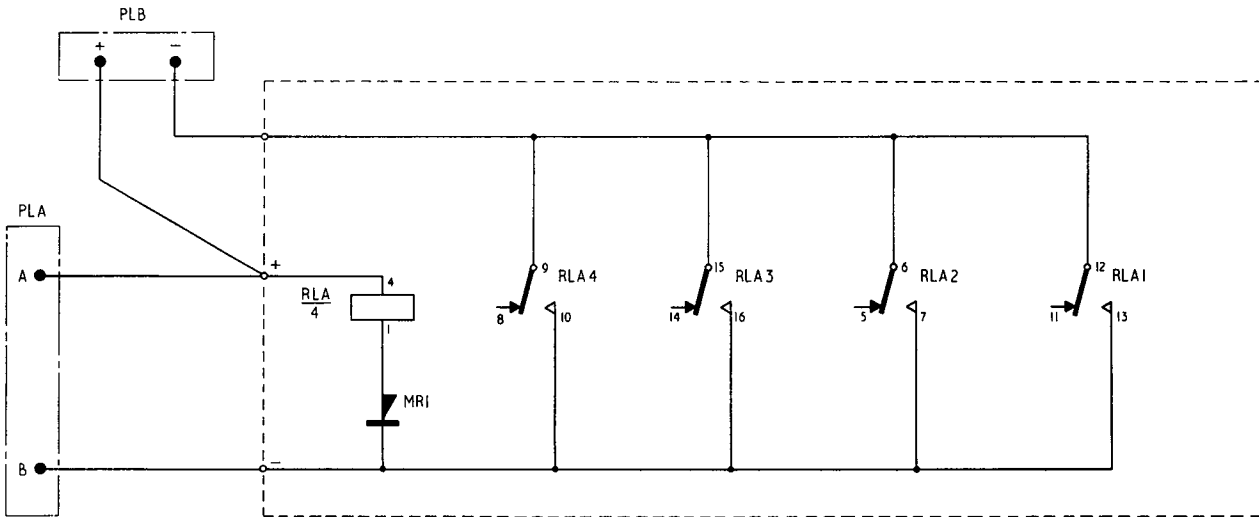 PLB
+ −
PLA
A
+
RLA
4
4
1
MR1
9 RLA4
8 10
15 RLA3
14 16
6 RLA2
5 7
12 RLA1
11 13
B
−